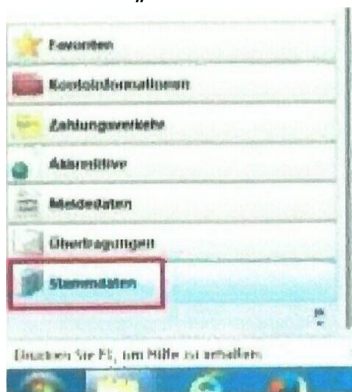 „
Favoriten
Kontoinformationen
Zahlungsverkehr
Akkreditive
Meldedaten
Übertragungen
Stammdaten
Drücken Sie F1, um Hilfe zu erhalten.